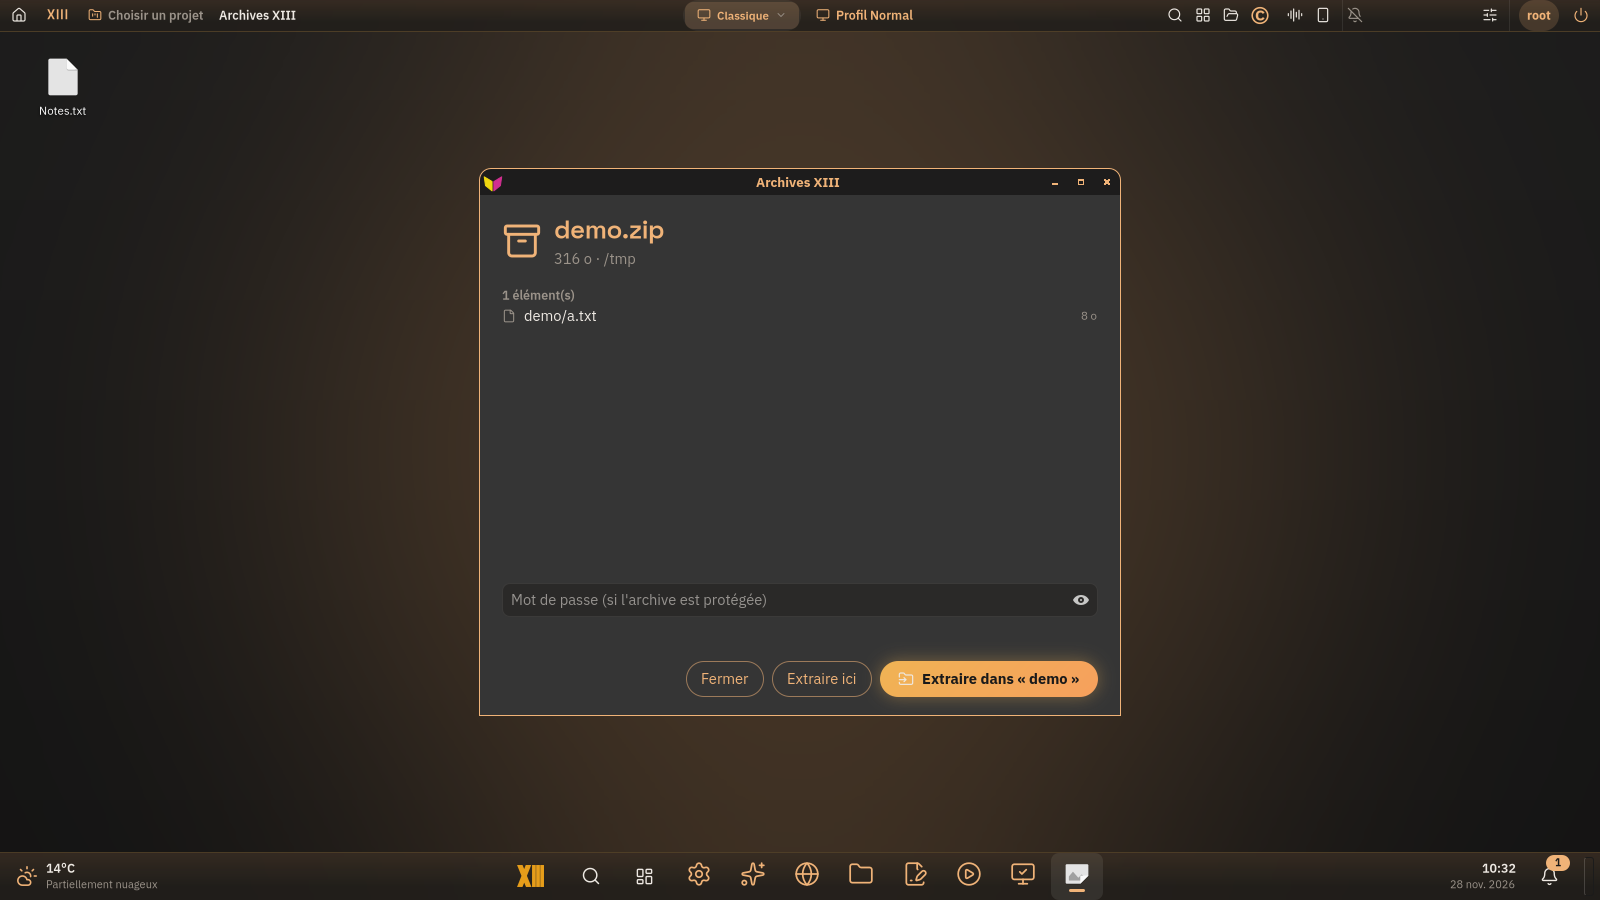 XIII
Choisir un projet
Archives XIII
Classique
Profil Normal
root
Notes.txt
Archives XIII
demo.zip
316 o · /tmp
1 élément(s)
demo/a.txt
8 o
Mot de passe (si l'archive est protégée)
Fermer
Extraire ici
Extraire dans « demo »
14°C
Partiellement nuageux
XIII
10:32
28 nov. 2026
1